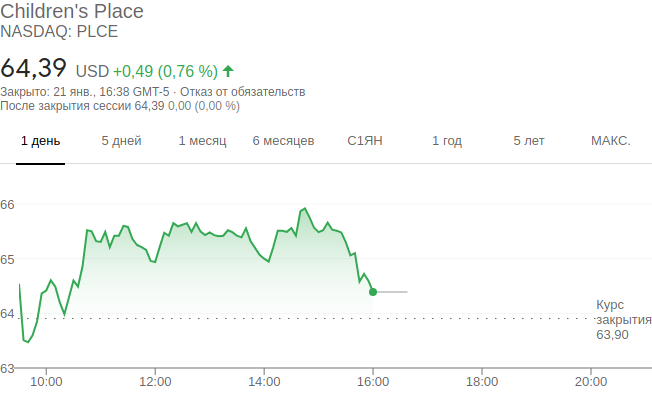 Children's Place
NASDAQ: PLCE
64,39 USD +0,49 (0,76 %)
Закрыто: 21 янв., 16:38 GMT-5 · Отказ от обязательств
После закрытия сессии 64,39 0,00 (0,00 %)
1 день 5 дней 1 месяц 6 месяцев С1ЯН 1 год 5 лет МАКС.
66
65
64
63
Курс
закрытия
63,90
10:00 12:00 14:00 16:00 18:00 20:00